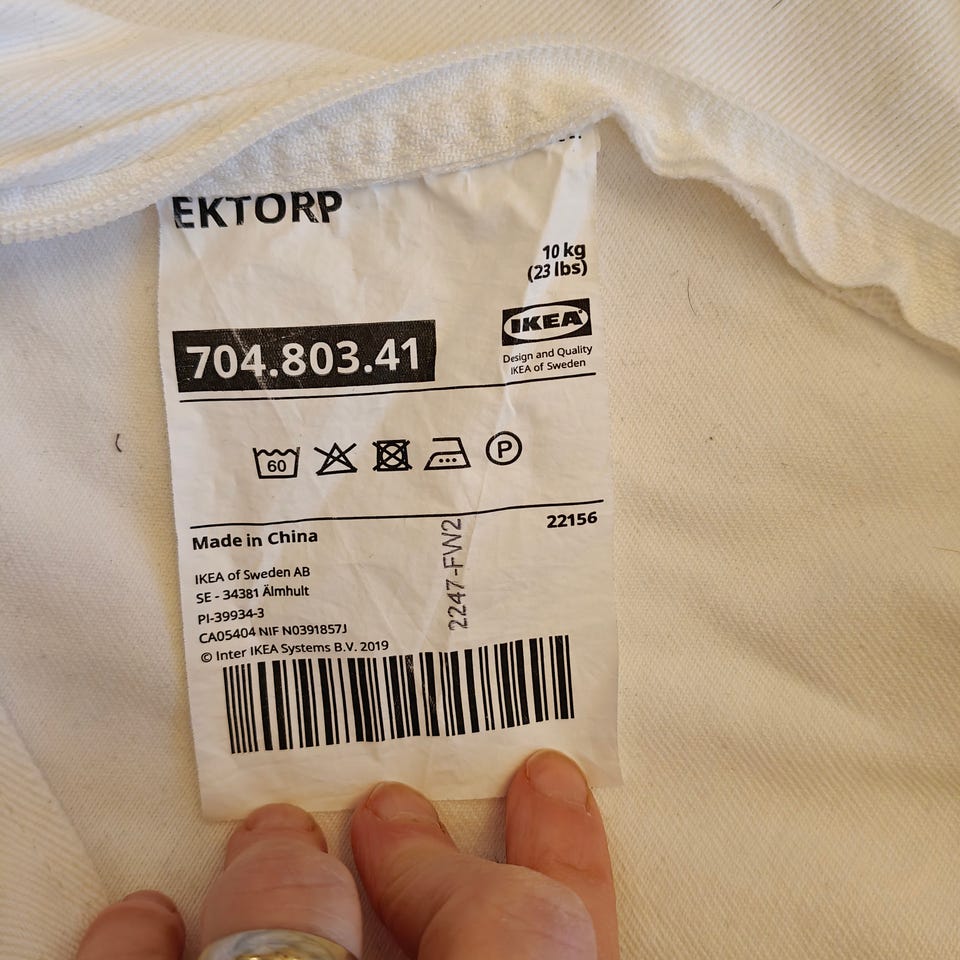 EKTORP
10 kg
(23 lbs)
IKEA
Design and Quality
IKEA of Sweden
704.803.41
60
P
22156
Made in China
IKEA of Sweden AB
SE - 34381 Älmhult
PI-39934-3
CA05404 NIF N0391857J
© Inter IKEA Systems B.V. 2019
2247-FW2